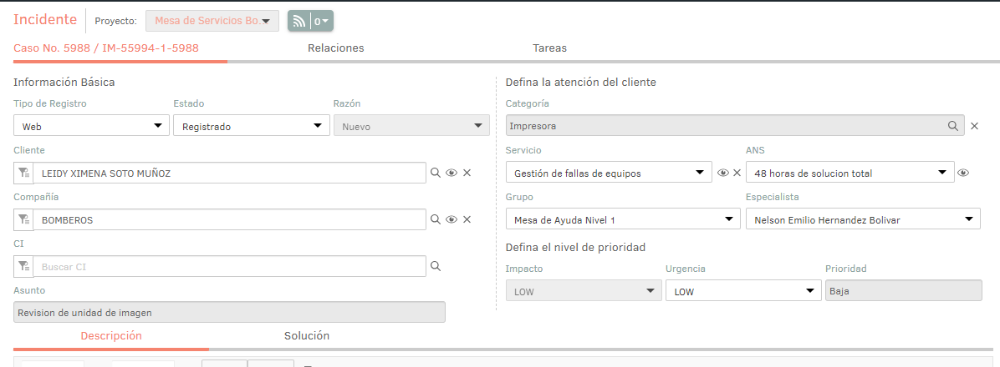 Incidente
Proyecto:
Mesa de Servicios Bo...
0
Caso No. 5988 / IM-55994-1-5988
Relaciones
Tareas
Información Básica
Tipo de Registro
Estado
Razón
Web
Registrado
Nuevo
Cliente
LEIDY XIMENA SOTO MUÑOZ
Compañía
BOMBEROS
CI
Buscar CI
Asunto
Revision de unidad de imagen
Defina la atención del cliente
Categoría
Impresora
Servicio
ANS
Gestión de fallas de equipos
48 horas de solucion total
Grupo
Especialista
Mesa de Ayuda Nivel 1
Nelson Emilio Hernandez Bolivar
Defina el nivel de prioridad
Impacto
Urgencia
Prioridad
LOW
LOW
Baja
Descripción
Solución